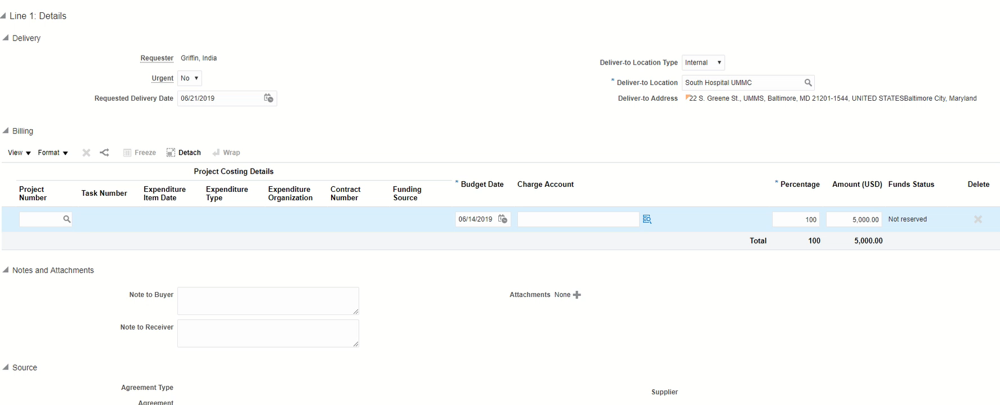 Line 1: Details
Delivery
Requester Griffin, India
Deliver-to Location Type Internal
Urgent No
* Deliver-to Location South Hospital UMMC
Requested Delivery Date 06/21/2019
Deliver-to Address 22 S. Greene St., UMMS, Baltimore, MD 21201-1544, UNITED STATESBaltimore City, Maryland
Billing
View Format Freeze Detach Wrap
Project Costing Details
Project Number Task Number Expenditure Item Date Expenditure Type Expenditure Organization Contract Number Funding Source * Budget Date Charge Account * Percentage Amount (USD) Funds Status Delete
06/14/2019 100 5,000.00 Not reserved
Total 100 5,000.00
Notes and Attachments
Note to Buyer
Attachments None
Note to Receiver
Source
Agreement Type
Supplier
Agreement